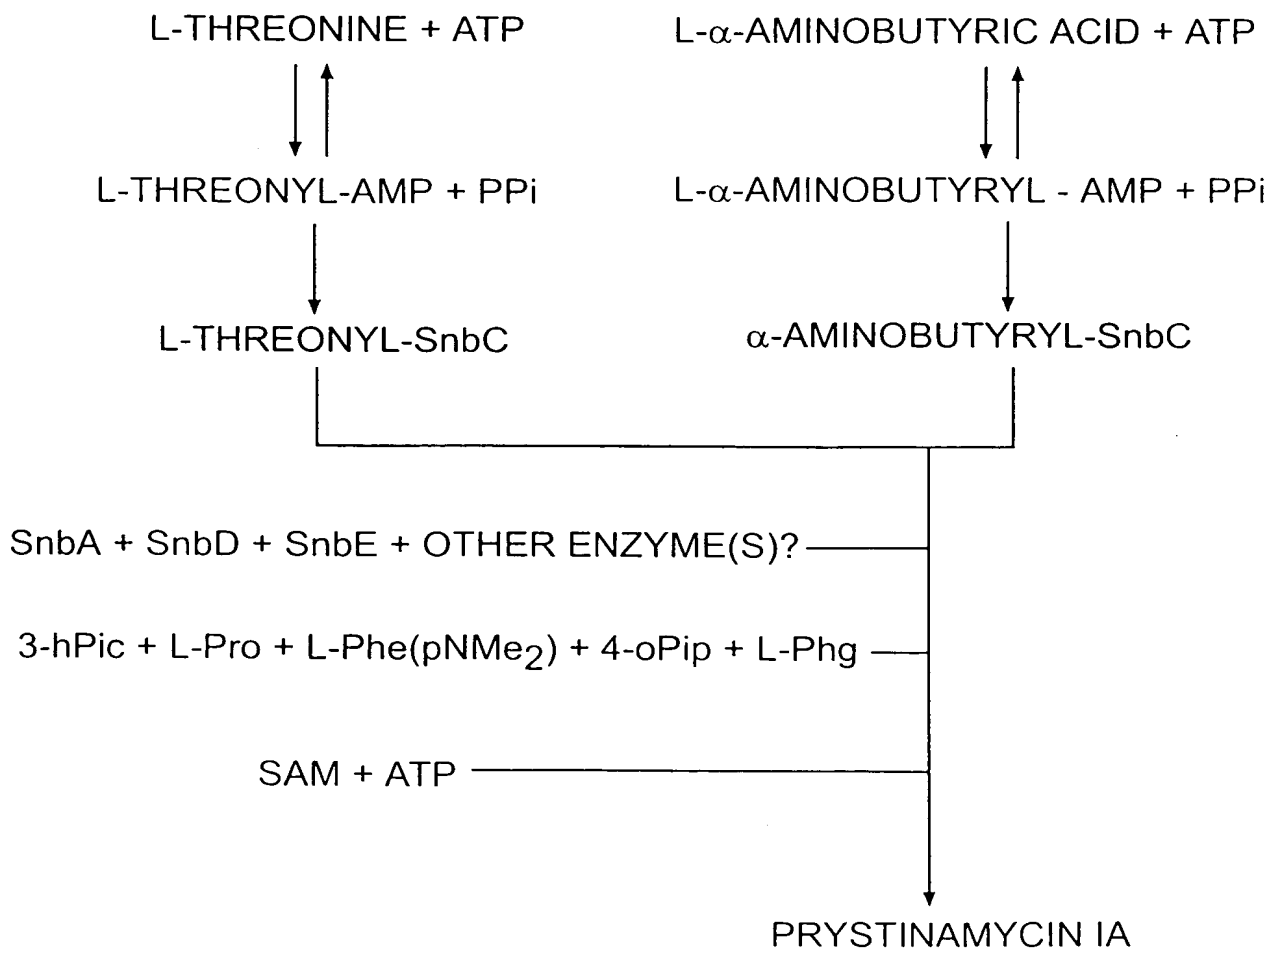 L-THREONINE + ATP
L-α-AMINOBUTYRIC ACID + ATP
L-THREONYL-AMP + PPi
L-α-AMINOBUTYRYL - AMP + PPi
L-THREONYL-SnbC
α-AMINOBUTYRYL-SnbC
SnbA + SnbD + SnbE + OTHER ENZYME(S)?
3-hPic + L-Pro + L-Phe(pNMe2) + 4-oPip + L-Phg
SAM + ATP
PRYSTINAMYCIN IA